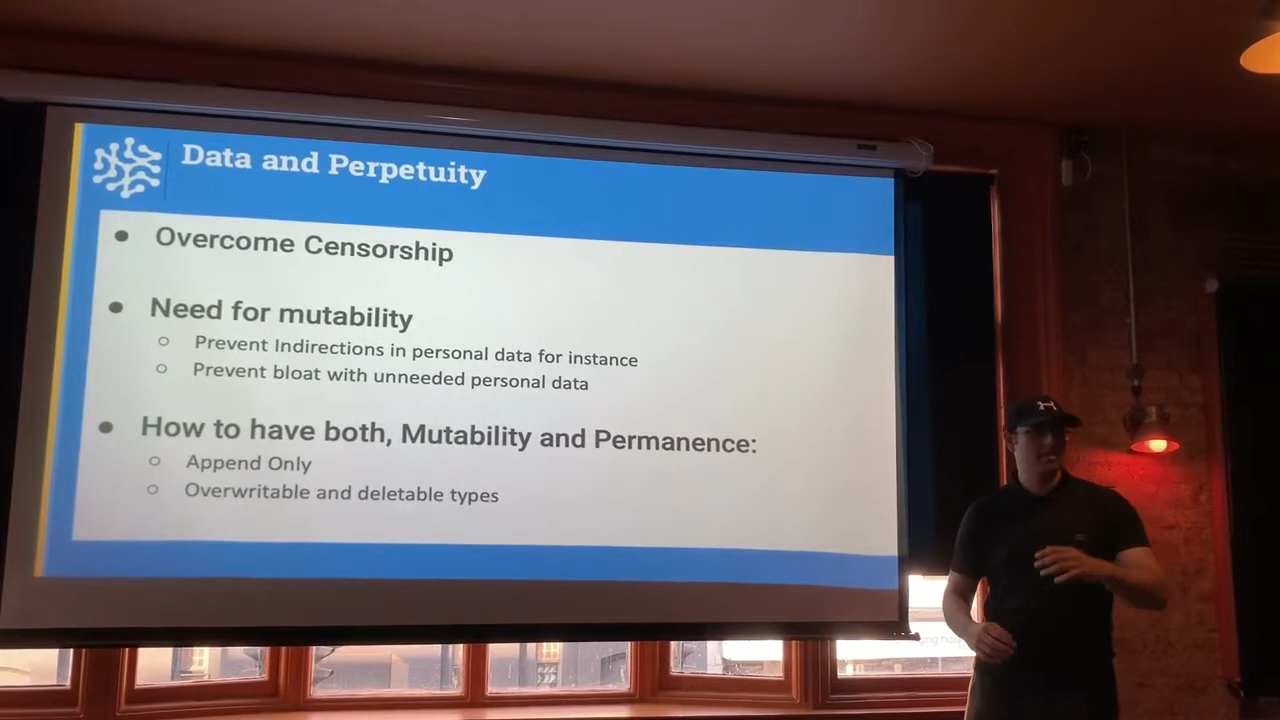 Data and Perpetuity
Overcome Censorship
Need for mutability
Prevent Indirections in personal data for instance
Prevent bloat with unneeded personal data
How to have both, Mutability and Permanence:
Append Only
Overwritable and deletable types